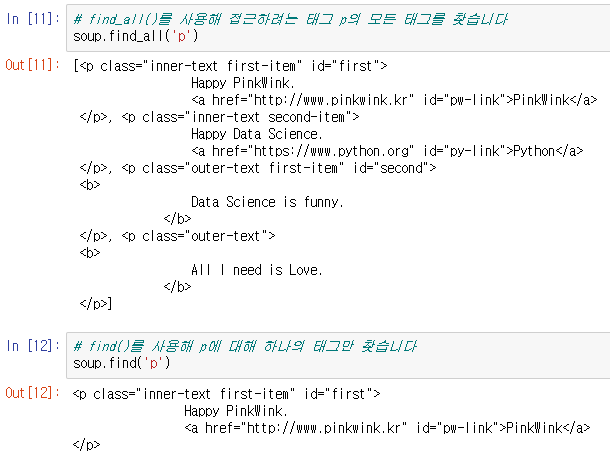 In [11]: # find_all()를 사용해 접근하려는 태그 p의 모든 태그를 찾습니다
soup.find_all('p')
Out[11]: [<p class="inner-text first-item" id="first">
Happy PinkWink.
<a href="http://www.pinkwink.kr" id="pw-link">PinkWink</a>
</p>, <p class="inner-text second-item">
Happy Data Science.
<a href="https://www.python.org" id="py-link">Python</a>
</p>, <p class="outer-text first-item" id="second">
<b>
Data Science is funny.
</b>
</p>, <p class="outer-text">
<b>
All I need is Love.
</b>
</p>]
In [12]: # find()를 사용해 p에 대해 하나의 태그만 찾습니다
soup.find('p')
Out[12]: <p class="inner-text first-item" id="first">
Happy PinkWink.
<a href="http://www.pinkwink.kr" id="pw-link">PinkWink</a>
</p>